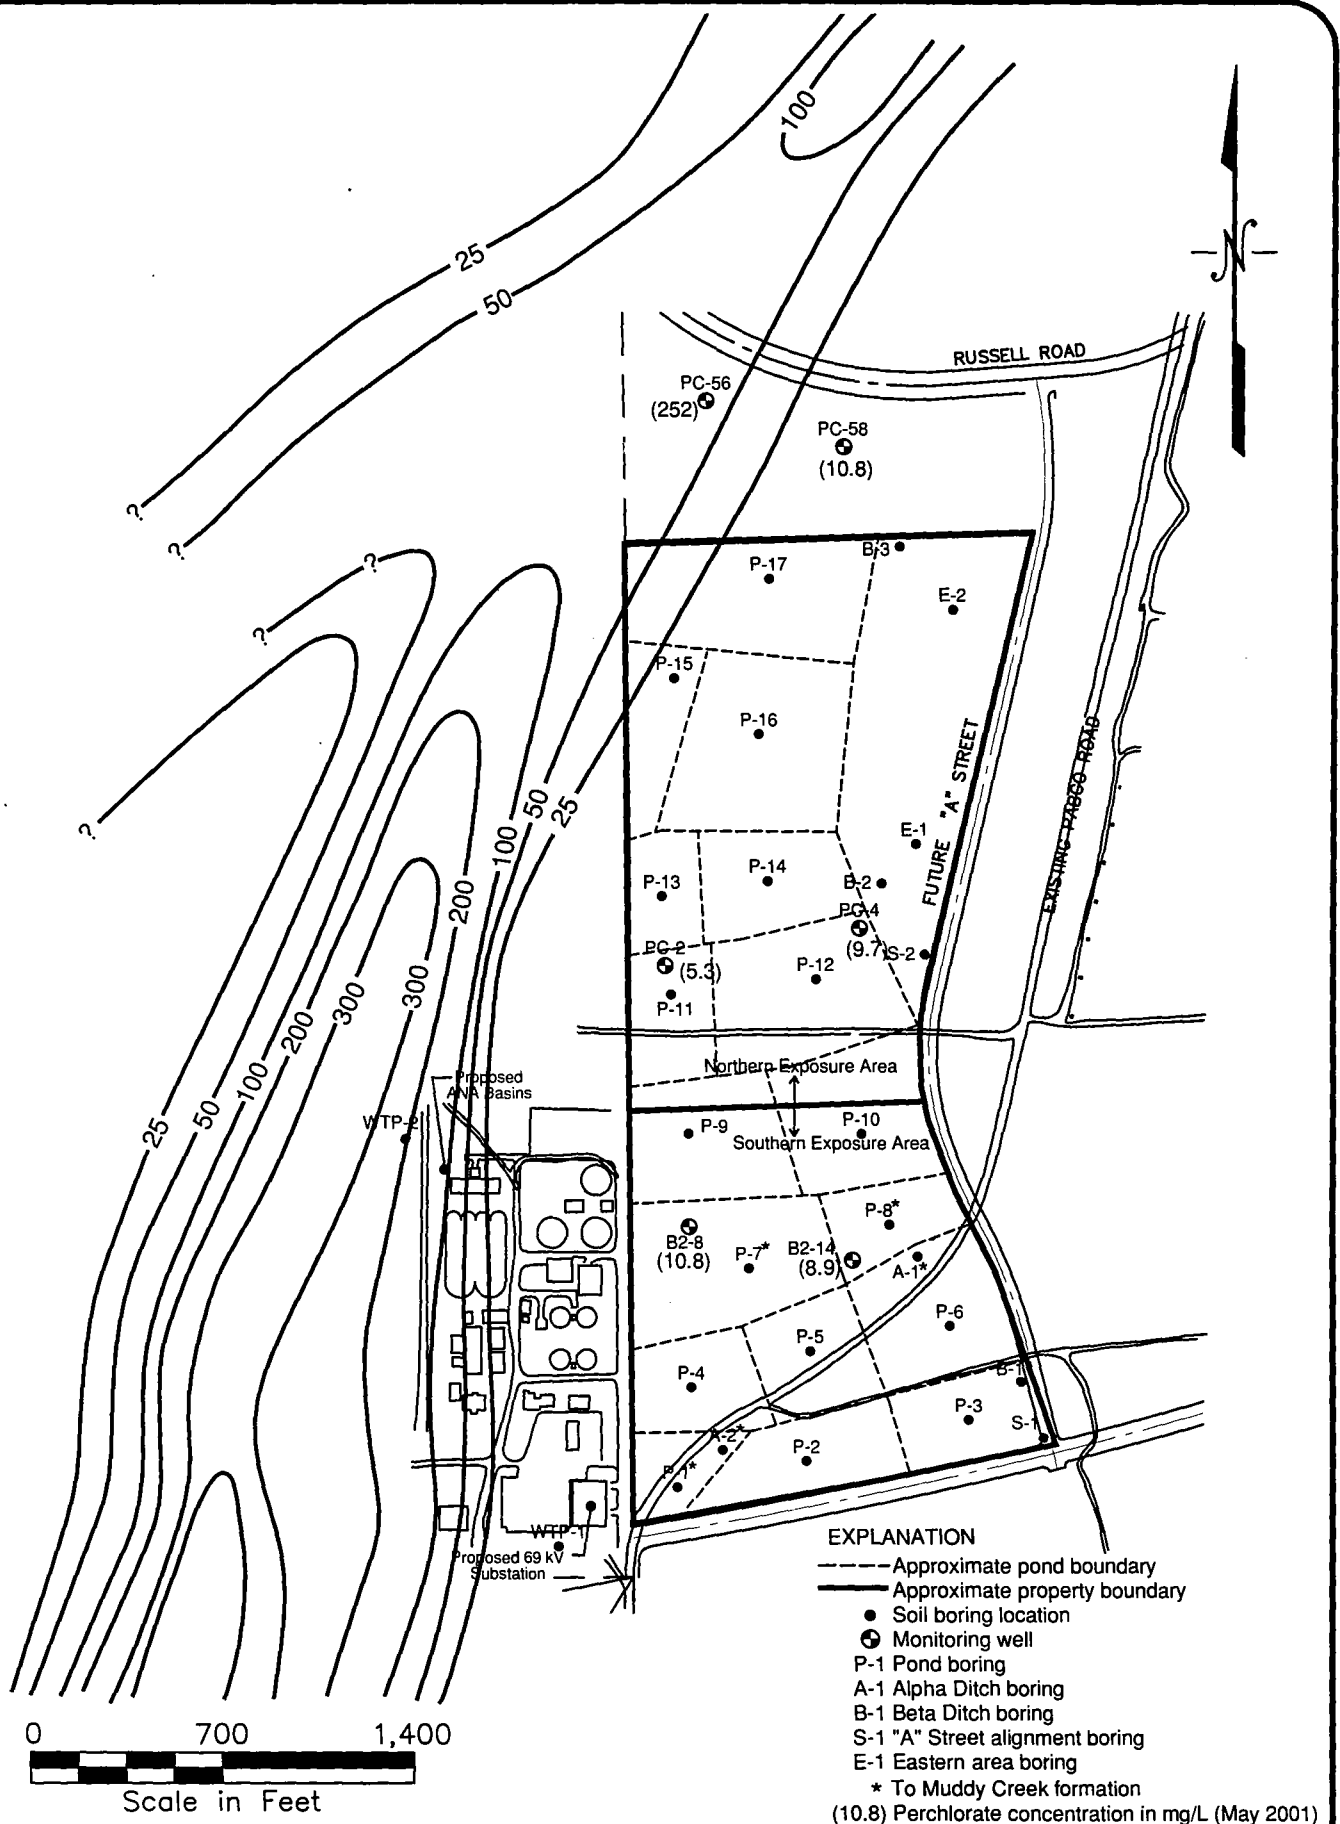 100
25
50
N
RUSSELL ROAD
PC-56
(252)
PC-58
(10.8)
?
?
?
?
?
P-17
B-3
E-2
P-15
P-16
FUTURE "A" STREET
EXISTING PABCO ROAD
50
25
100
200
300
300
200
100
50
25
E-1
P-14
P-13
B-2
PC-4
(9.7)
S-2
PC-2
(5.3)
P-12
P-11
Northern Exposure Area
Southern Exposure Area
Proposed
ANA Basins
WTP-2
P-9
P-10
P-8*
B2-8
(10.8)
P-7*
B2-14
(8.9)
A-1*
P-6
P-5
P-4
B-1
P-3
S-1
A-2*
P-2
P-1*
WTP-1
Proposed 69 kV
Substation
EXPLANATION
Approximate pond boundary
Approximate property boundary
Soil boring location
Monitoring well
P-1 Pond boring
A-1 Alpha Ditch boring
B-1 Beta Ditch boring
S-1 "A" Street alignment boring
E-1 Eastern area boring
* To Muddy Creek formation
(10.8) Perchlorate concentration in mg/L (May 2001)
0 700 1,400
Scale in Feet